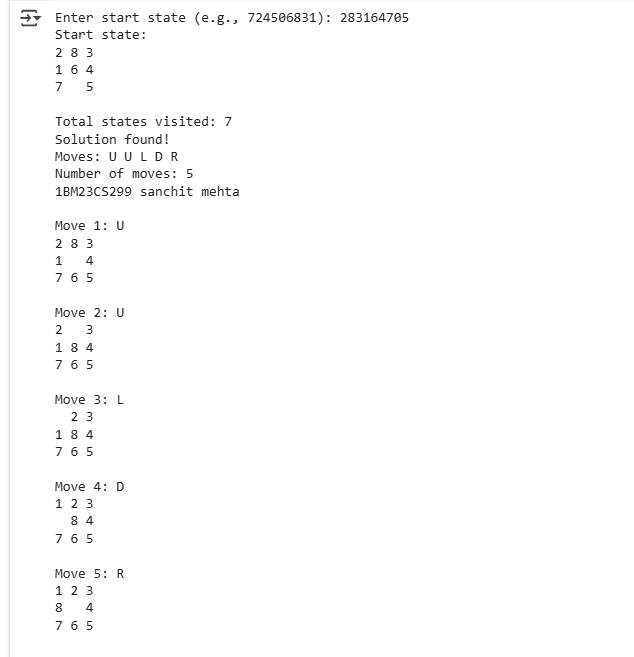 Enter start state (e.g., 724506831): 283164705
Start state:
2 8 3
1 6 4
7   5

Total states visited: 7
Solution found!
Moves: U U L D R
Number of moves: 5
1BM23CS299 sanchit mehta

Move 1: U
2 8 3
1   4
7 6 5

Move 2: U
2   3
1 8 4
7 6 5

Move 3: L
  2 3
1 8 4
7 6 5

Move 4: D
1 2 3
  8 4
7 6 5

Move 5: R
1 2 3
8   4
7 6 5